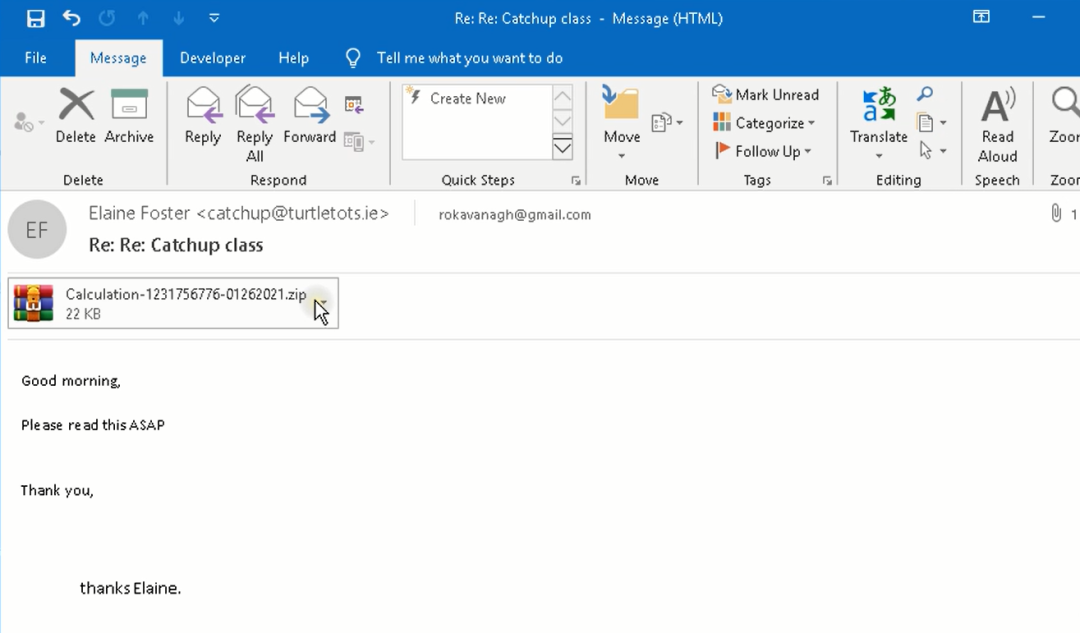 Re: Re: Catchup class - Message (HTML)
File Message Developer Help Tell me what you want to do
Delete Archive Reply Reply All Forward Create New Move Mark Unread Categorize Follow Up Translate Read Aloud
Delete Respond Quick Steps Move Tags Editing Speech
EF
Elaine Foster <catchup@turtletots.ie> rokavanagh@gmail.com 1
Re: Re: Catchup class
Calculation-1231756776-01262021.zip
22 KB
Good morning,
Please read this ASAP
Thank you,
thanks Elaine.